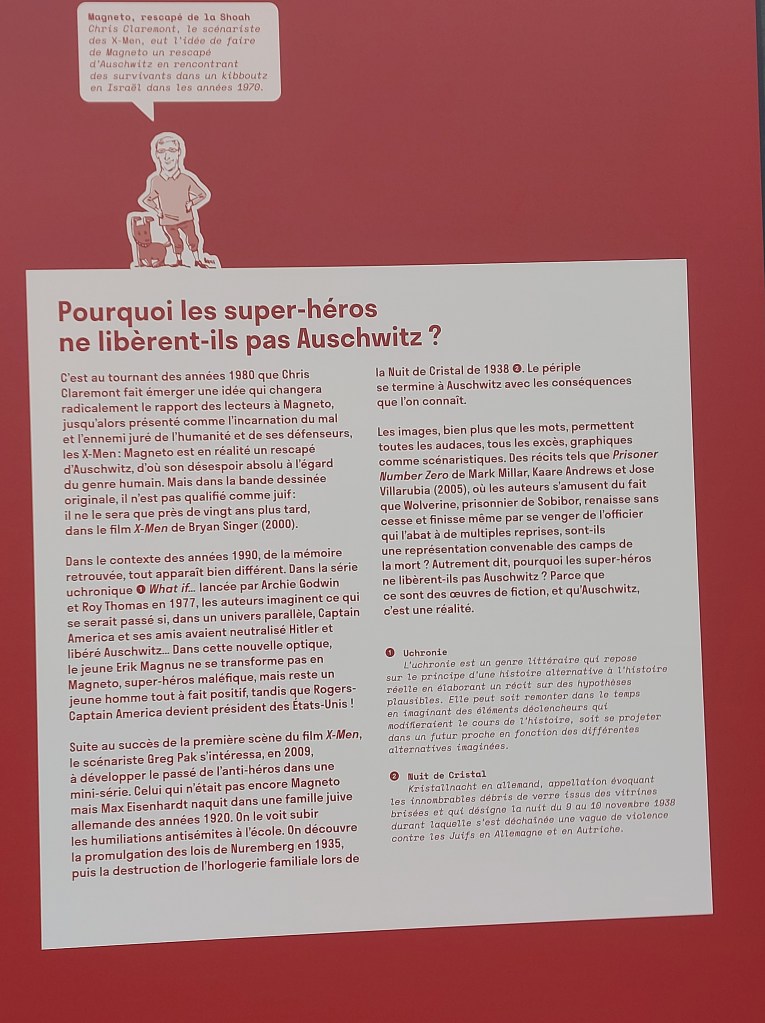 Magneto, rescapé de la Shoah
Chris Claremont, le scénariste
des X-Men, eut l'idée de faire
de Magneto un rescapé
d'Auschwitz en rencontrant
des survivants dans un kibboutz
en Israël dans les années 1970.
Pourquoi les super-héros
ne libèrent-ils pas Auschwitz ?
C'est au tournant des années 1980 que Chris
Claremont fait émerger une idée qui changera
radicalement le rapport des lecteurs à Magneto,
jusqu'alors présenté comme l'incarnation du mal
et l'ennemi juré de l'humanité et de ses défenseurs,
les X-Men : Magneto est en réalité un rescapé
d'Auschwitz, d'où son désespoir absolu à l'égard
du genre humain. Mais dans la bande dessinée
originale, il n'est pas qualifié comme juif :
il ne le sera que près de vingt ans plus tard,
dans le film X-Men de Bryan Singer (2000).
Dans le contexte des années 1990, de la mémoire
retrouvée, tout apparaît bien différent. Dans la série
uchronique 1 What if... lancée par Archie Godwin
et Roy Thomas en 1977, les auteurs imaginent ce qui
se serait passé si, dans un univers parallèle, Captain
America et ses amis avaient neutralisé Hitler et
libéré Auschwitz... Dans cette nouvelle optique,
le jeune Erik Magnus ne se transforme pas en
Magneto, super-héros maléfique, mais reste un
jeune homme tout à fait positif, tandis que Rogers-
Captain America devient président des États-Unis !
Suite au succès de la première scène du film X-Men,
le scénariste Greg Pak s'intéressa, en 2009,
à développer le passé de l'anti-héros dans une
mini-série. Celui qui n'était pas encore Magneto
mais Max Eisenhardt naquit dans une famille juive
allemande des années 1920. On le voit subir
les humiliations antisémites à l'école. On découvre
la promulgation des lois de Nuremberg en 1935,
puis la destruction de l'horlogerie familiale lors de
la Nuit de Cristal de 1938 2. Le périple
se termine à Auschwitz avec les conséquences
que l'on connaît.
Les images, bien plus que les mots, permettent
toutes les audaces, tous les excès, graphiques
comme scénaristiques. Des récits tels que Prisoner
Number Zero de Mark Millar, Kaare Andrews et Jose
Villarubia (2005), où les auteurs s'amusent du fait
que Wolverine, prisonnier de Sobibor, renaisse sans
cesse et finisse même par se venger de l'officier
qui l'abat à de multiples reprises, sont-ils
une représentation convenable des camps de
la mort ? Autrement dit, pourquoi les super-héros
ne libèrent-ils pas Auschwitz ? Parce que
ce sont des œuvres de fiction, et qu'Auschwitz,
c'est une réalité.
1 Uchronie
L'uchronie est un genre littéraire qui repose
sur le principe d'une histoire alternative à l'histoire
réelle en élaborant un récit sur des hypothèses
plausibles. Elle peut soit remonter dans le temps
en imaginant des éléments déclencheurs qui
modifieraient le cours de l'histoire, soit se projeter
dans un futur proche en fonction des différentes
alternatives imaginées.
2 Nuit de Cristal
Kristallnacht en allemand, appellation évoquant
les innombrables débris de verre issus des vitrines
brisées et qui désigne la nuit du 9 au 10 novembre 1938
durant laquelle s'est déchaînée une vague de violence
contre les Juifs en Allemagne et en Autriche.